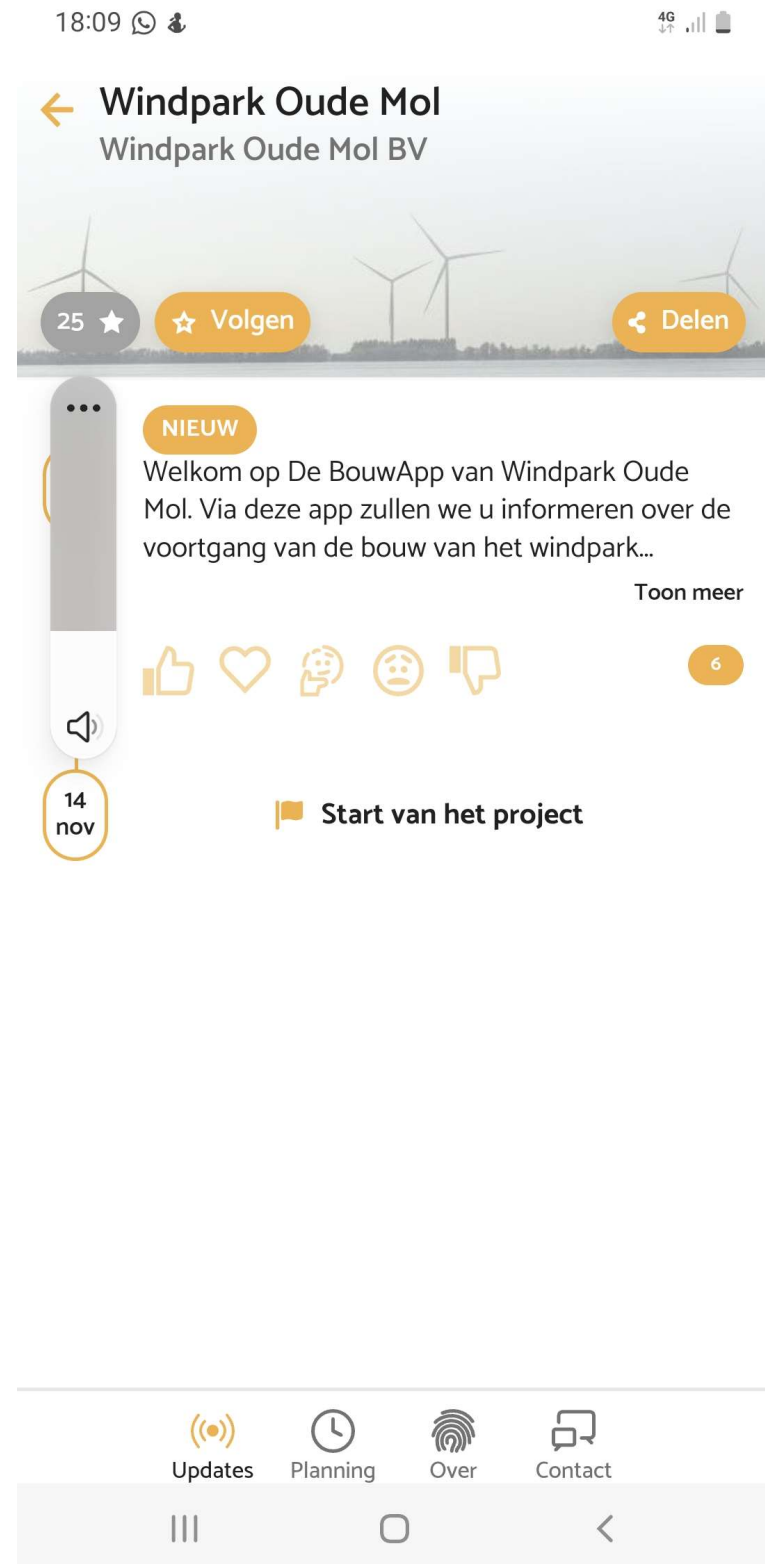 18:09
4G
Windpark Oude Mol
Windpark Oude Mol BV
25
Volgen
Delen
NIEUW
Welkom op De BouwApp van Windpark Oude
Mol. Via deze app zullen we u informeren over de
voortgang van de bouw van het windpark...
Toon meer
6
14
nov
Start van het project
Updates
Planning
Over
Contact